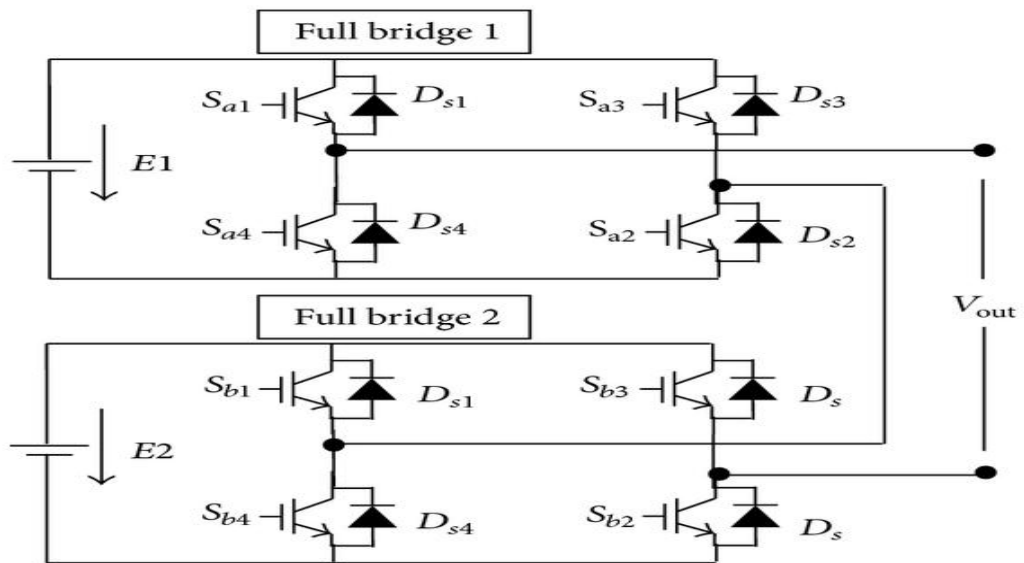 Full bridge 1
Sa1
Ds1
Sa3
Ds3
E1
Sa4
Ds4
Sa2
Ds2
Full bridge 2
Vout
Sb1
Ds1
Sb3
Ds
E2
Sb4
Ds4
Sb2
Ds